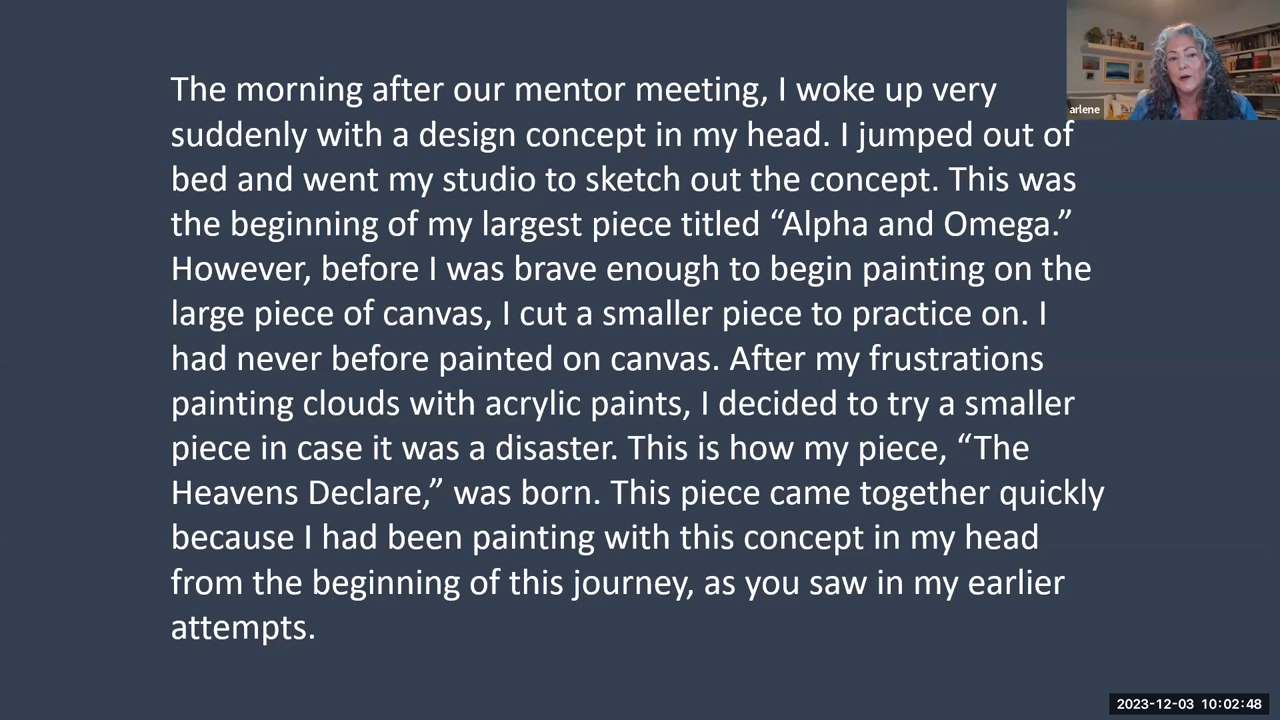 The morning after our mentor meeting, I woke up very
suddenly with a design concept in my head. I jumped out of
bed and went my studio to sketch out the concept. This was
the beginning of my largest piece titled “Alpha and Omega.”
However, before I was brave enough to begin painting on the
large piece of canvas, I cut a smaller piece to practice on. I
had never before painted on canvas. After my frustrations
painting clouds with acrylic paints, I decided to try a smaller
piece in case it was a disaster. This is how my piece, “The
Heavens Declare,” was born. This piece came together quickly
because I had been painting with this concept in my head
from the beginning of this journey, as you saw in my earlier
attempts.
arlene
2023-12-03 10:02:48